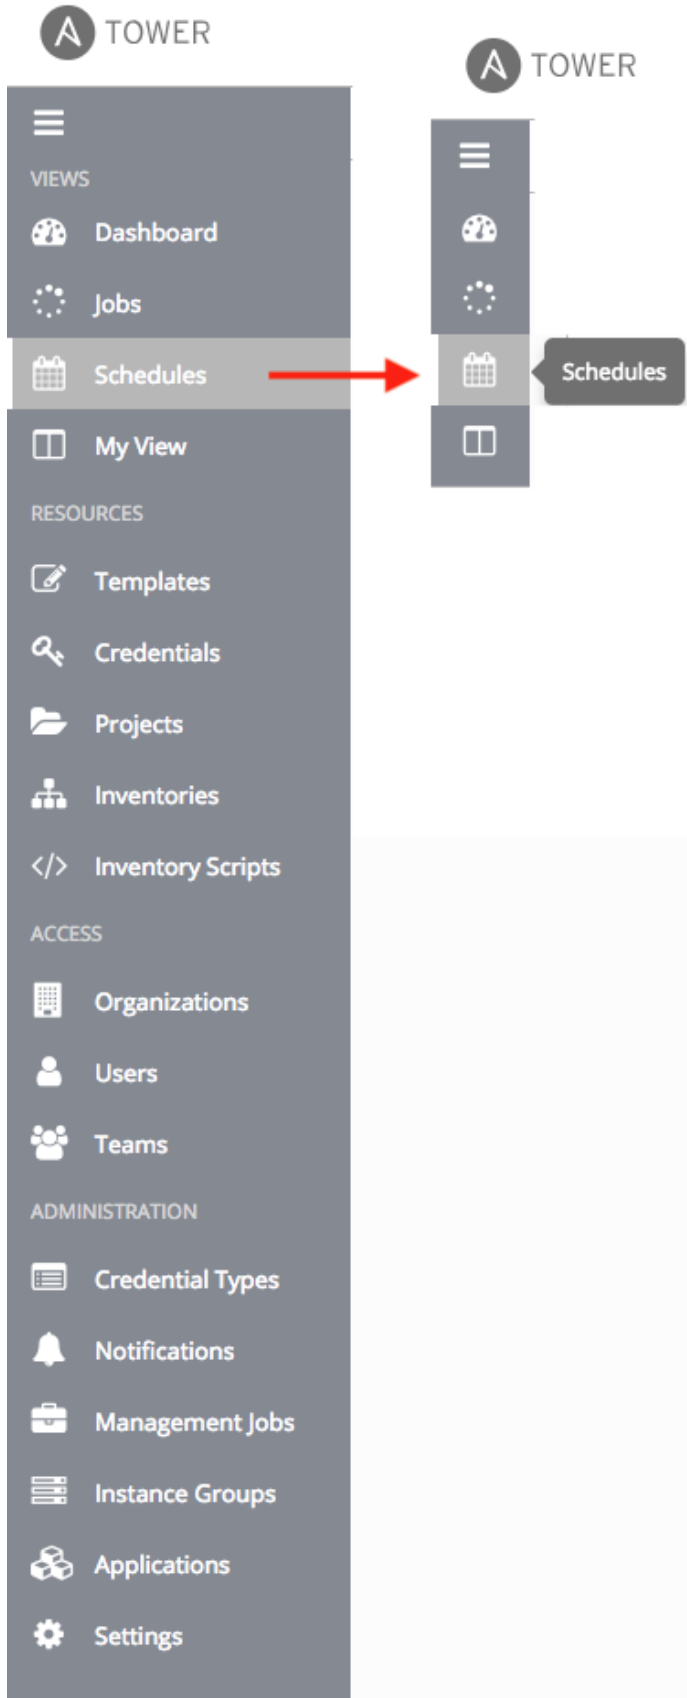 TOWER
VIEWS
Dashboard
Jobs
Schedules
My View
RESOURCES
Templates
Credentials
Projects
Inventories
Inventory Scripts
ACCESS
Organizations
Users
Teams
ADMINISTRATION
Credential Types
Notifications
Management Jobs
Instance Groups
Applications
Settings
TOWER
Schedules